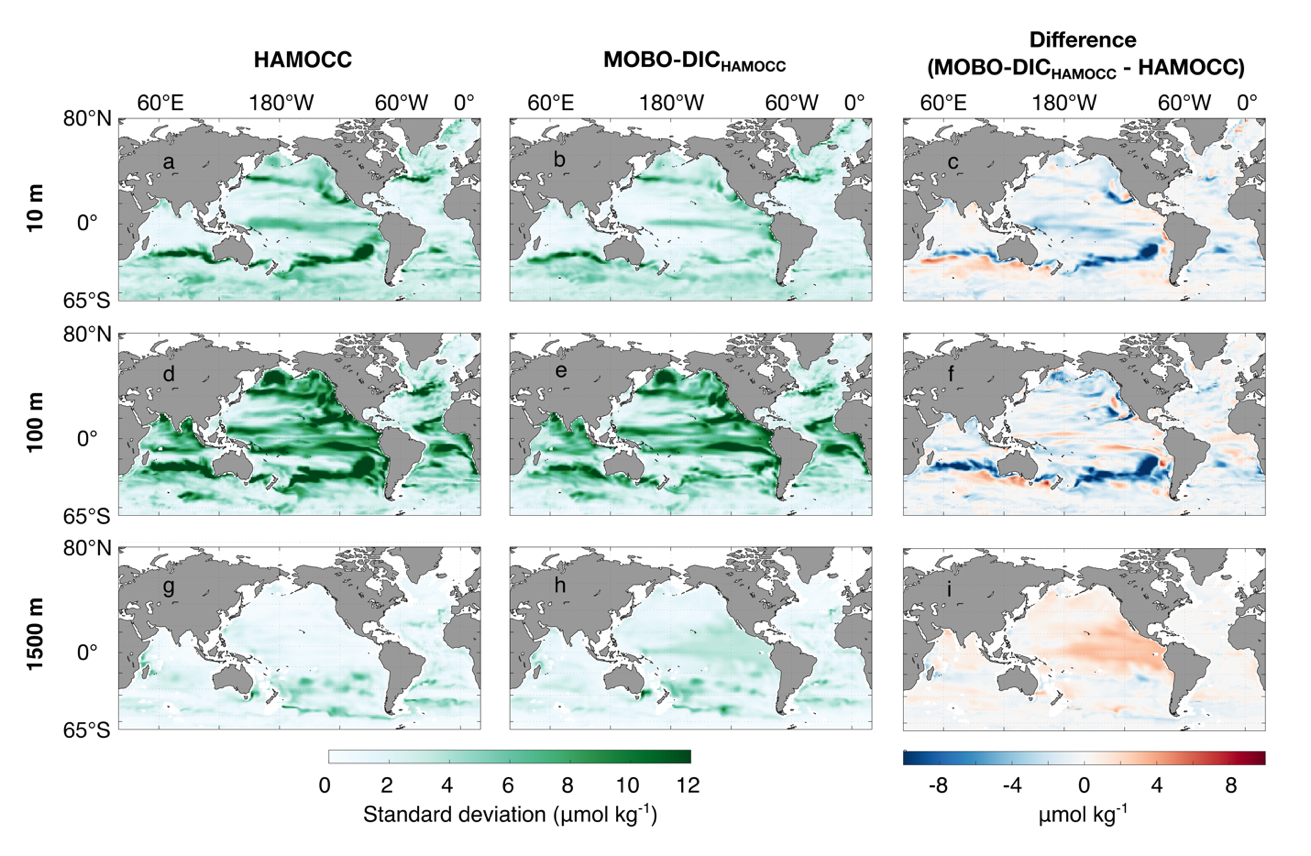 HAMOCC
MOBO-DIC_HAMOCC
Difference
(MOBO-DIC_HAMOCC - HAMOCC)
60°E 180°W 60°W 0°
60°E 180°W 60°W 0°
60°E 180°W 60°W 0°
80°N
a b c
10 m
0°
65°S
80°N
d e f
100 m
0°
65°S
80°N
g h i
1500 m
0°
65°S
0 2 4 6 8 10 12
Standard deviation (µmol kg⁻¹)
-8 -4 0 4 8
µmol kg⁻¹